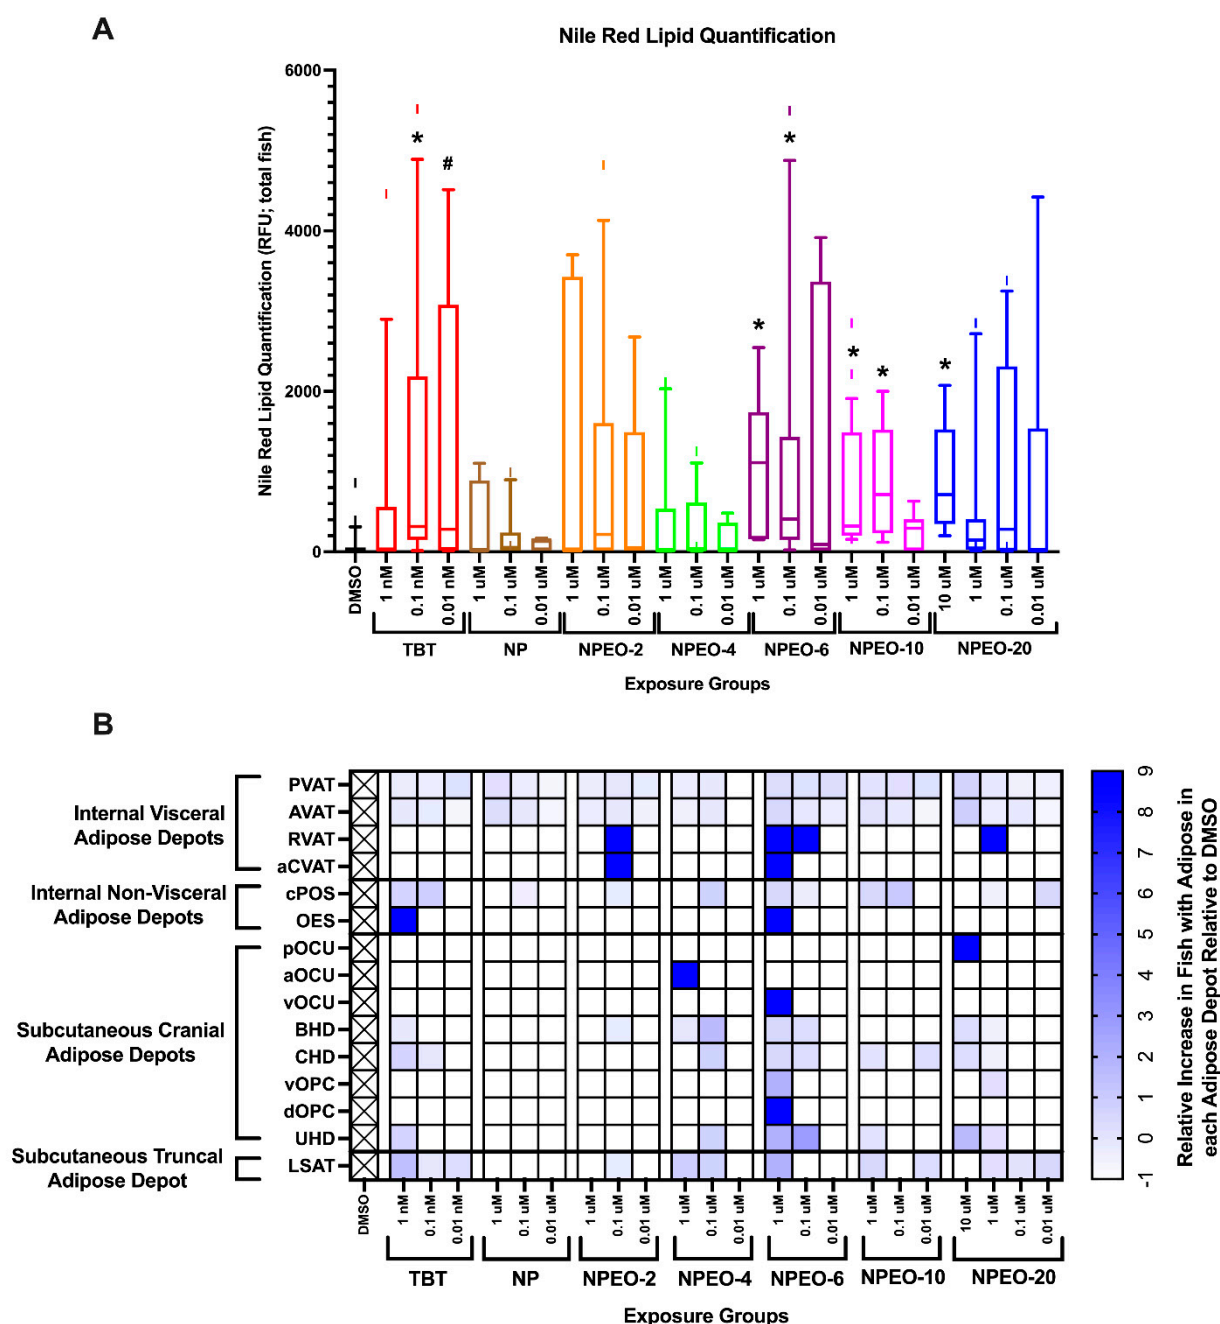 A
Nile Red Lipid Quantification
Nile Red Lipid Quantification (RFU; total fish)
6000
4000
2000
0
*
#
*
*
*
*
*
DMSO
1 nM
0.1 nM
0.01 nM
1 uM
0.1 uM
0.01 uM
1 uM
0.1 uM
0.01 uM
1 uM
0.1 uM
0.01 uM
1 uM
0.1 uM
0.01 uM
1 uM
0.1 uM
0.01 uM
10 uM
1 uM
0.1 uM
0.01 uM
TBT
NP
NPEO-2
NPEO-4
NPEO-6
NPEO-10
NPEO-20
Exposure Groups
B
Internal Visceral
Adipose Depots
Internal Non-Visceral
Adipose Depots
Subcutaneous Cranial
Adipose Depots
Subcutaneous Truncal
Adipose Depot
PVAT
AVAT
RVAT
aCVAT
cPOS
OES
pOCU
aOCU
vOCU
BHD
CHD
vOPC
dOPC
UHD
LSAT
9
8
7
6
5
4
3
2
1
0
-1
Relative Increase in Fish with Adipose in
each Adipose Depot Relative to DMSO
DMSO
1 nM
0.1 nM
0.01 nM
1 uM
0.1 uM
0.01 uM
1 uM
0.1 uM
0.01 uM
1 uM
0.1 uM
0.01 uM
1 uM
0.1 uM
0.01 uM
1 uM
0.1 uM
0.01 uM
10 uM
1 uM
0.1 uM
0.01 uM
TBT
NP
NPEO-2
NPEO-4
NPEO-6
NPEO-10
NPEO-20
Exposure Groups